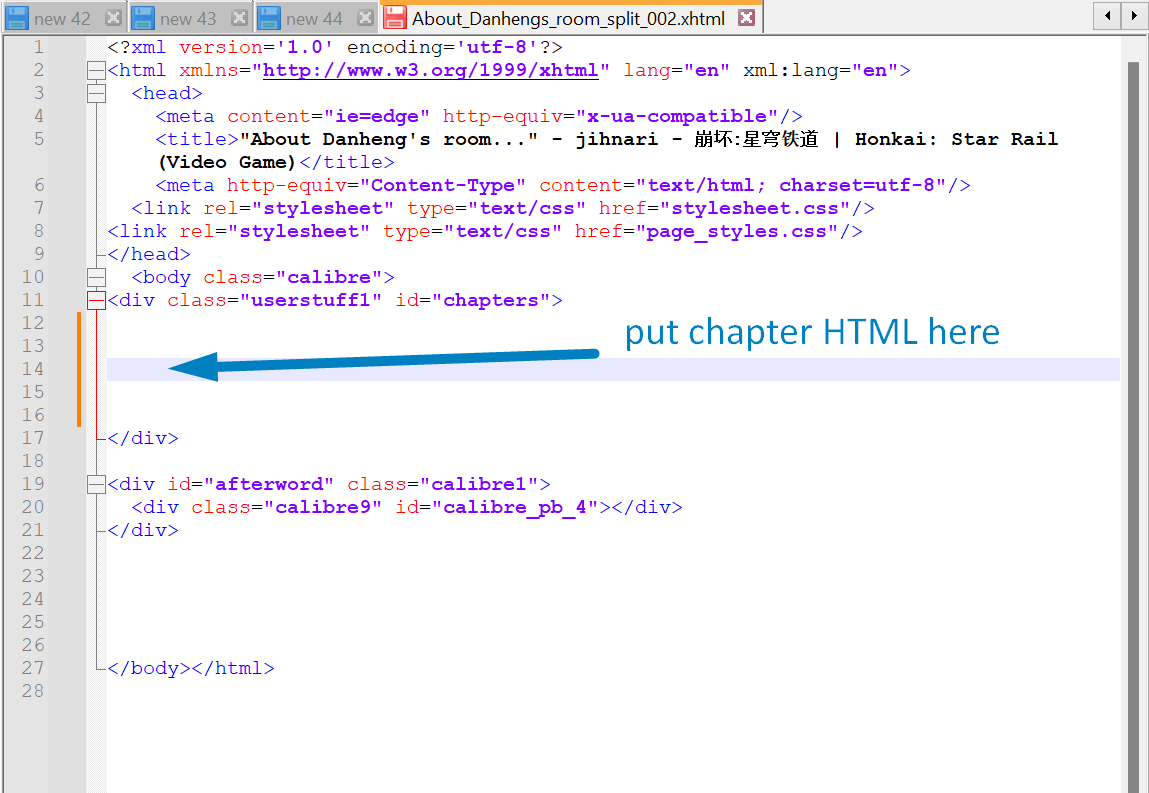 new 42 new 43 new 44 About_Danhengs_room_split_002.xhtml
1 <?xml version='1.0' encoding='utf-8'?>
2 <html xmlns="http://www.w3.org/1999/xhtml" lang="en" xml:lang="en">
3 <head>
4 <meta content="ie=edge" http-equiv="x-ua-compatible"/>
5 <title>"About Danheng's room..." - jihnari - 崩坏:星穹铁道 | Honkai: Star Rail
(Video Game)</title>
6 <meta http-equiv="Content-Type" content="text/html; charset=utf-8"/>
7 <link rel="stylesheet" type="text/css" href="stylesheet.css"/>
8 <link rel="stylesheet" type="text/css" href="page_styles.css"/>
9 </head>
10 <body class="calibre">
11 <div class="userstuff1" id="chapters">
12
put chapter HTML here
13
14
15
16
17 </div>
18
19 <div id="afterword" class="calibre1">
20 <div class="calibre9" id="calibre_pb_4"></div>
21 </div>
22
23
24
25
26
27 </body></html>
28